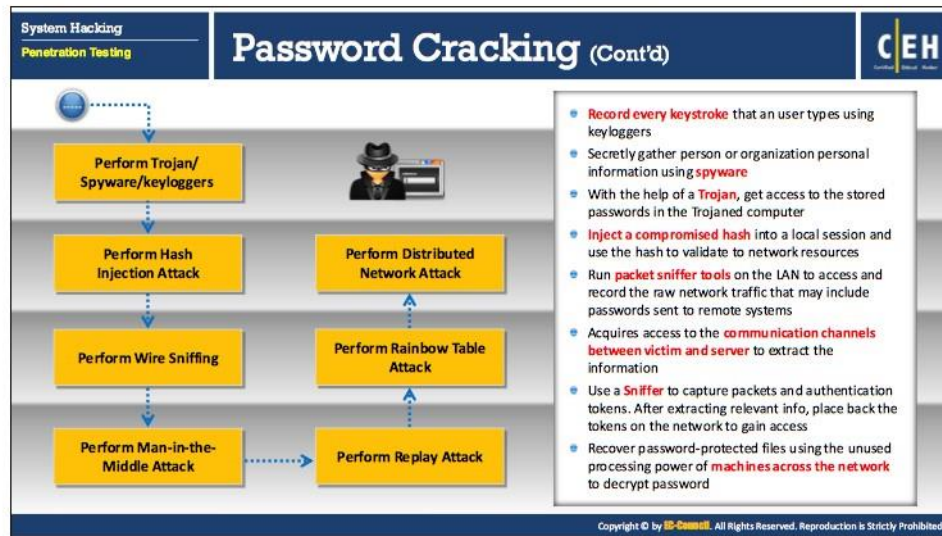 System Hacking
Penetration Testing
Password Cracking (Cont'd)
C|EH
Certified Ethical Hacker
Perform Trojan/
Spyware/keyloggers
Perform Hash
Injection Attack
Perform Wire Sniffing
Perform Man-in-the-
Middle Attack
Perform Replay Attack
Perform Rainbow Table
Attack
Perform Distributed
Network Attack
Record every keystroke that an user types using
keyloggers
Secretly gather person or organization personal
information using spyware
With the help of a Trojan, get access to the stored
passwords in the Trojaned computer
Inject a compromised hash into a local session and
use the hash to validate to network resources
Run packet sniffer tools on the LAN to access and
record the raw network traffic that may include
passwords sent to remote systems
Acquires access to the communication channels
between victim and server to extract the
information
Use a Sniffer to capture packets and authentication
tokens. After extracting relevant info, place back the
tokens on the network to gain access
Recover password-protected files using the unused
processing power of machines across the network
to decrypt password
Copyright © by EC-Council. All Rights Reserved. Reproduction is Strictly Prohibited